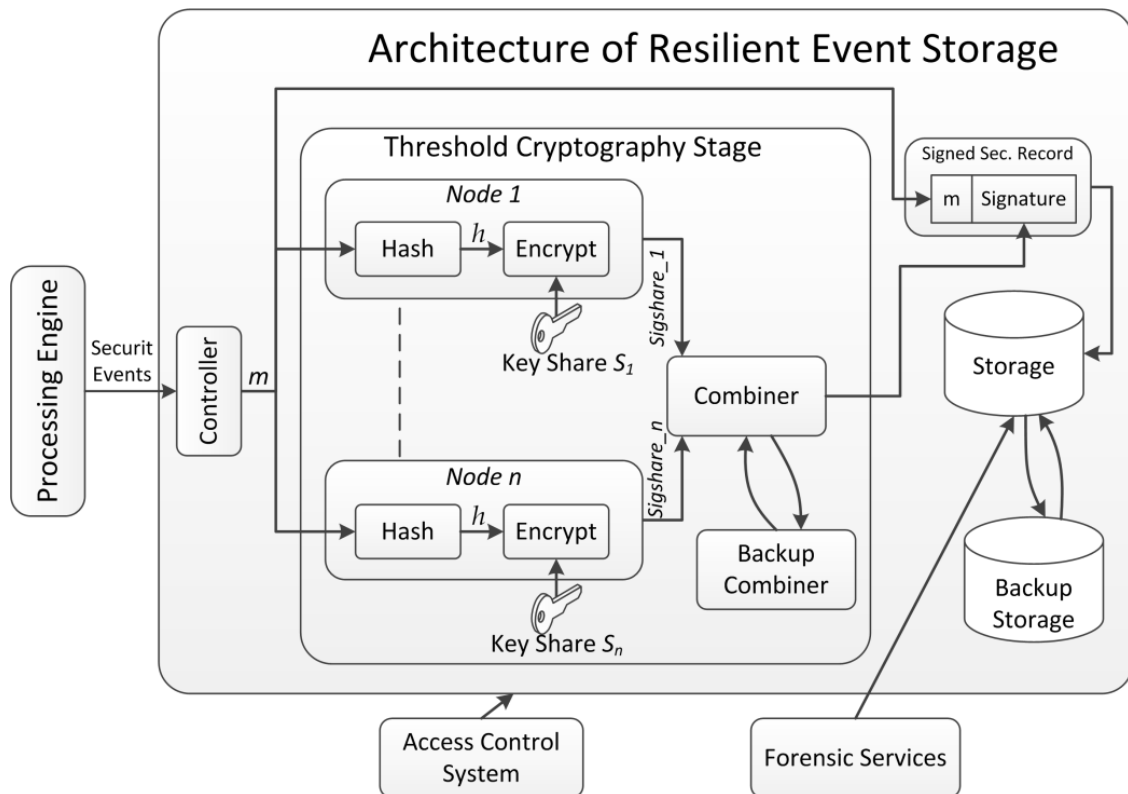 Architecture of Resilient Event Storage
Threshold Cryptography Stage
Signed Sec. Record
m
Signature
Node 1
Hash
h
Encrypt
Key Share S_1
Sigshare_1
Processing Engine
Securit
Events
Controller
m
Combiner
Storage
Sigshare_n
Node n
Hash
h
Encrypt
Key Share S_n
Backup
Combiner
Backup
Storage
Access Control
System
Forensic Services